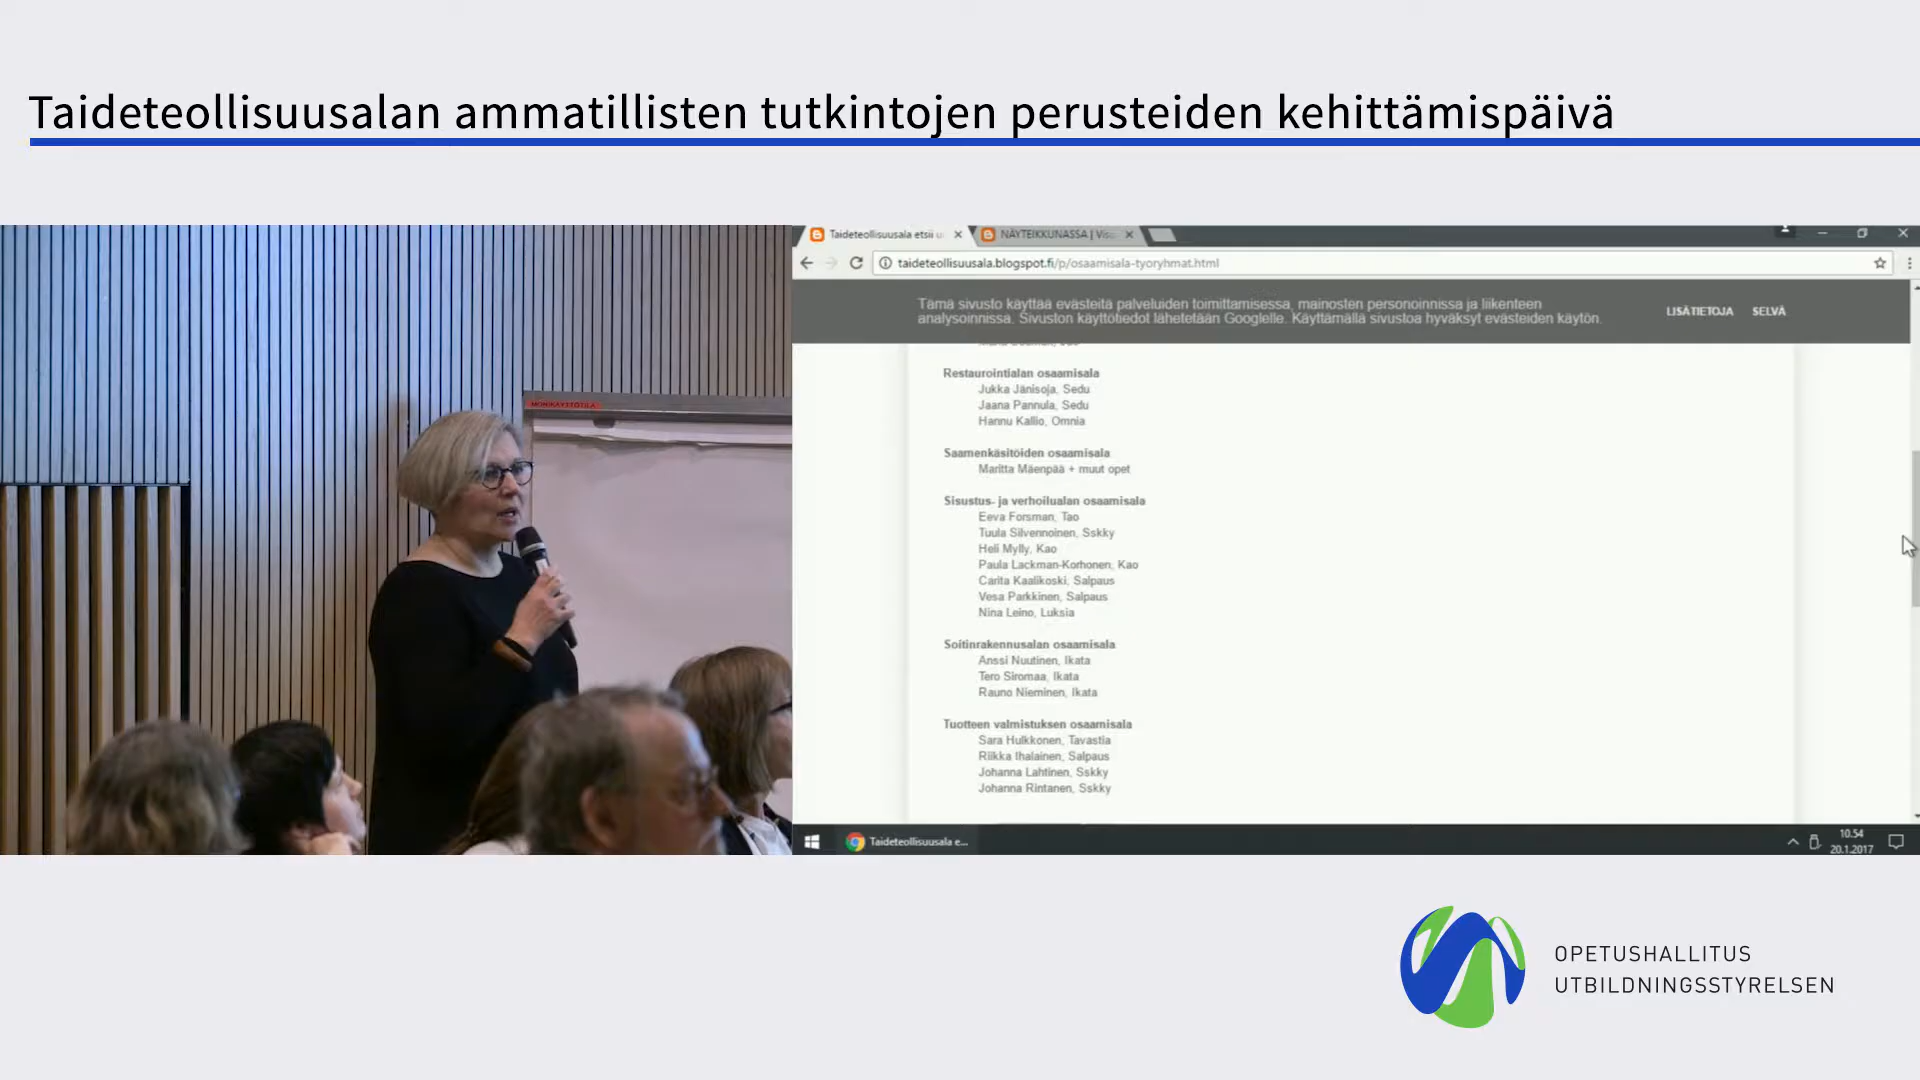 Taideteollisuusalan ammatillisten tutkintojen perusteiden kehittämispäivä
MONIKÄYTTÖTILA
Taideteollisuusala etsii u
NÄYTEIKKUNASSA | Visu
taideteollisuusala.blogspot.fi/p/osaamisala-tyoryhmat.html
Tämä sivusto käyttää evästeitä palveluiden toimittamisessa, mainosten personoinnissa ja liikenteen
analysoinnissa. Sivuston käyttötiedot lähetetään Googlelle. Käyttämällä sivustoa hyväksyt evästeiden käytön.
LISÄTIETOJA SELVÄ
Restaurointialan osaamisala
Jukka Jänisoja, Sedu
Jaana Pannula, Sedu
Hannu Kallio, Omnia
Saamenkäsitöiden osaamisala
Maritta Mäenpää + muut opet
Sisustus- ja verhoilualan osaamisala
Eeva Forsman, Tao
Tuula Silvennoinen, Sskky
Heli Mylly, Kao
Paula Lackman-Korhonen, Kao
Carita Kaalikoski, Salpaus
Vesa Parkkinen, Salpaus
Nina Leino, Luksia
Soitinrakennusalan osaamisala
Anssi Nuutinen, Ikata
Tero Siromaa, Ikata
Rauno Nieminen, Ikata
Tuotteen valmistuksen osaamisala
Sara Hulkkonen, Tavastia
Riikka Ihalainen, Salpaus
Johanna Lahtinen, Sskky
Johanna Rintanen, Sskky
Taideteollisuusala e...
10.54
20.1.2017
OPETUSHALLITUS
UTBILDNINGSSTYRELSEN